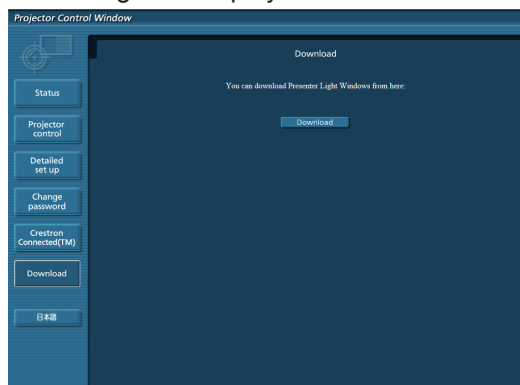 Projector Control Window
Download
You can download Presenter Light Windows from here:
Download
Status
Projector
control
Detailed
set up
Change
password
Crestron
Connected(TM)
Download
日本語